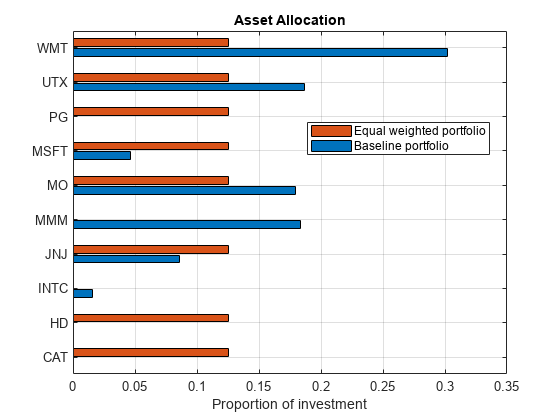 Asset Allocation
WMT
UTX
PG
MSFT
MO
MMM
JNJ
INTC
HD
CAT
Equal weighted portfolio
Baseline portfolio
0 0.05 0.1 0.15 0.2 0.25 0.3 0.35
Proportion of investment